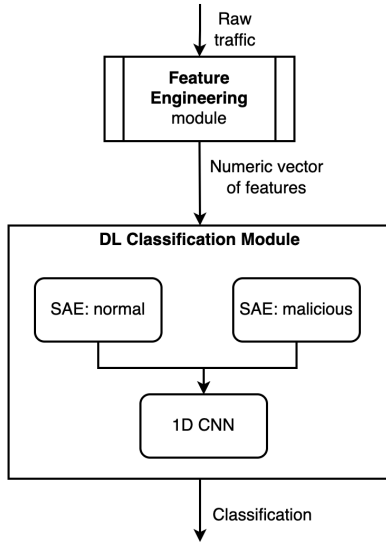 Raw
traffic
Feature
Engineering
module
Numeric vector
of features
DL Classification Module
SAE: normal
SAE: malicious
1D CNN
Classification